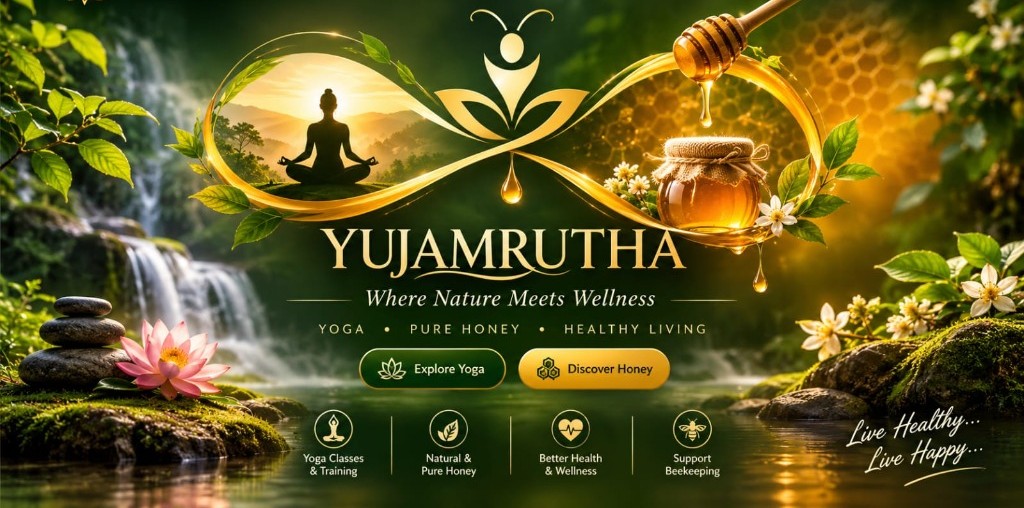 YUJAMRUTHA
Where Nature Meets Wellness
YOGA • PURE HONEY • HEALTHY LIVING
Explore Yoga
Discover Honey
Yoga Classes
& Training
Natural &
Pure Honey
Better Health
& Wellness
Support
Beekeeping
Live Healthy...
Live Happy...